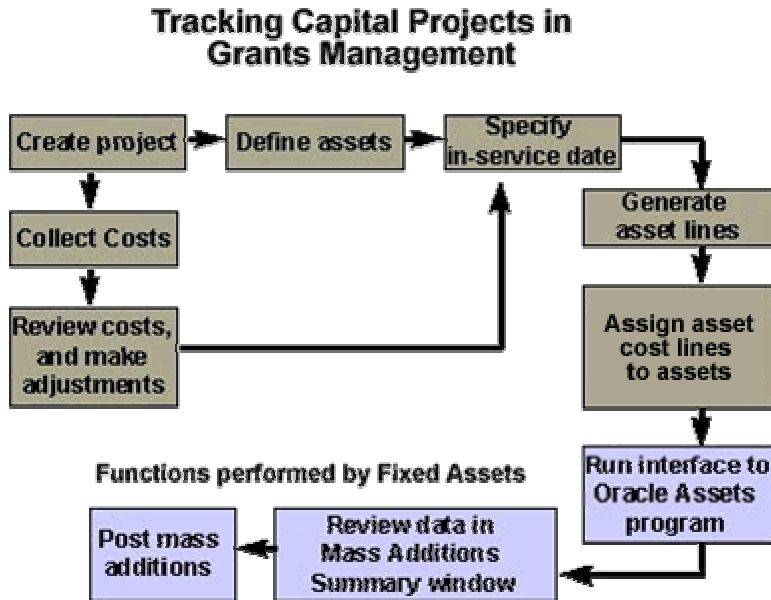 Tracking Capital Projects in
Grants Management
Create project
Define assets
Specify
in-service date
Collect Costs
Generate
asset lines
Review costs,
and make
adjustments
Assign asset
cost lines
to assets
Functions performed by Fixed Assets
Run interface to
Oracle Assets
program
Review data in
Mass Additions
Summary window
Post mass
additions